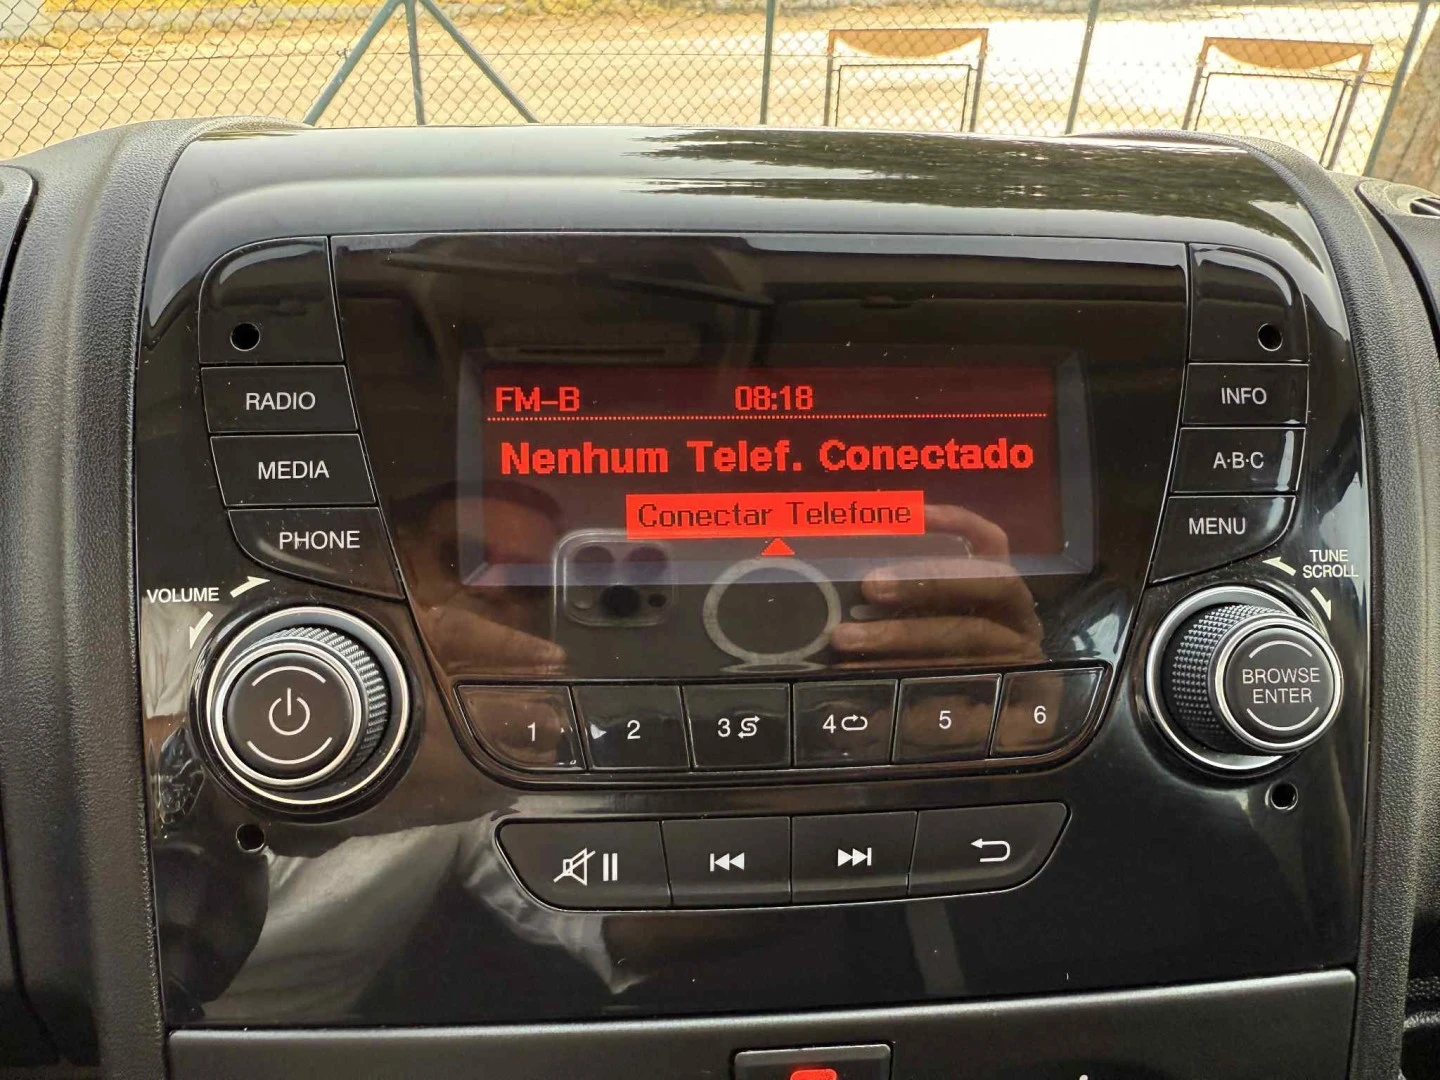 FM-B 08:18
Nenhum Telef. Conectado
Conectar Telefone
RADIO
MEDIA
PHONE
VOLUME
INFO
A·B·C
MENU
TUNE
SCROLL
BROWSE
ENTER
1 2 3 4 5 6